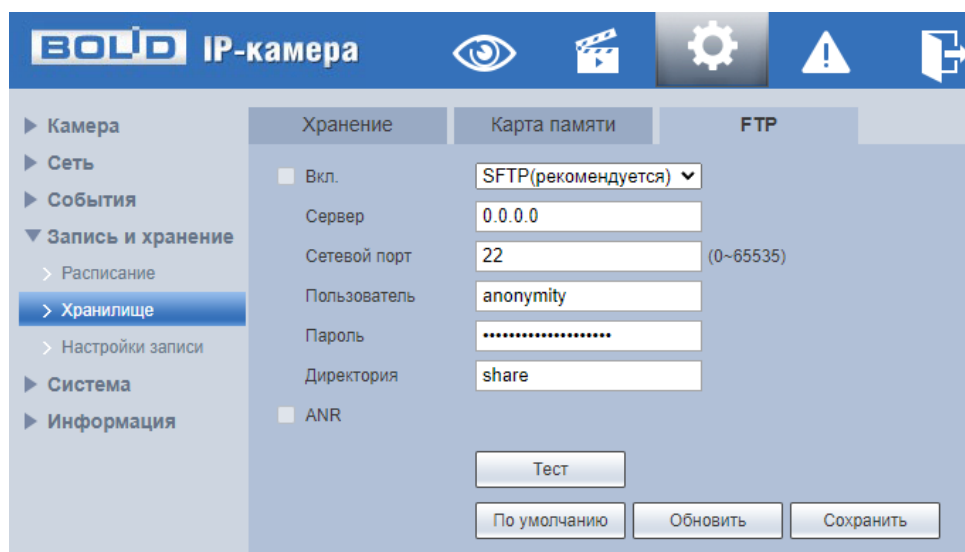 BOLID IP-камера
Камера
Сеть
События
Запись и хранение
Расписание
Хранилище
Настройки записи
Система
Информация
Хранение Карта памяти FTP
Вкл. SFTP(рекомендуется)
Сервер 0.0.0.0
Сетевой порт 22 (0~65535)
Пользователь anonymity
Пароль ••••••••••••••••••••
Директория share
ANR
Тест
По умолчанию Обновить Сохранить